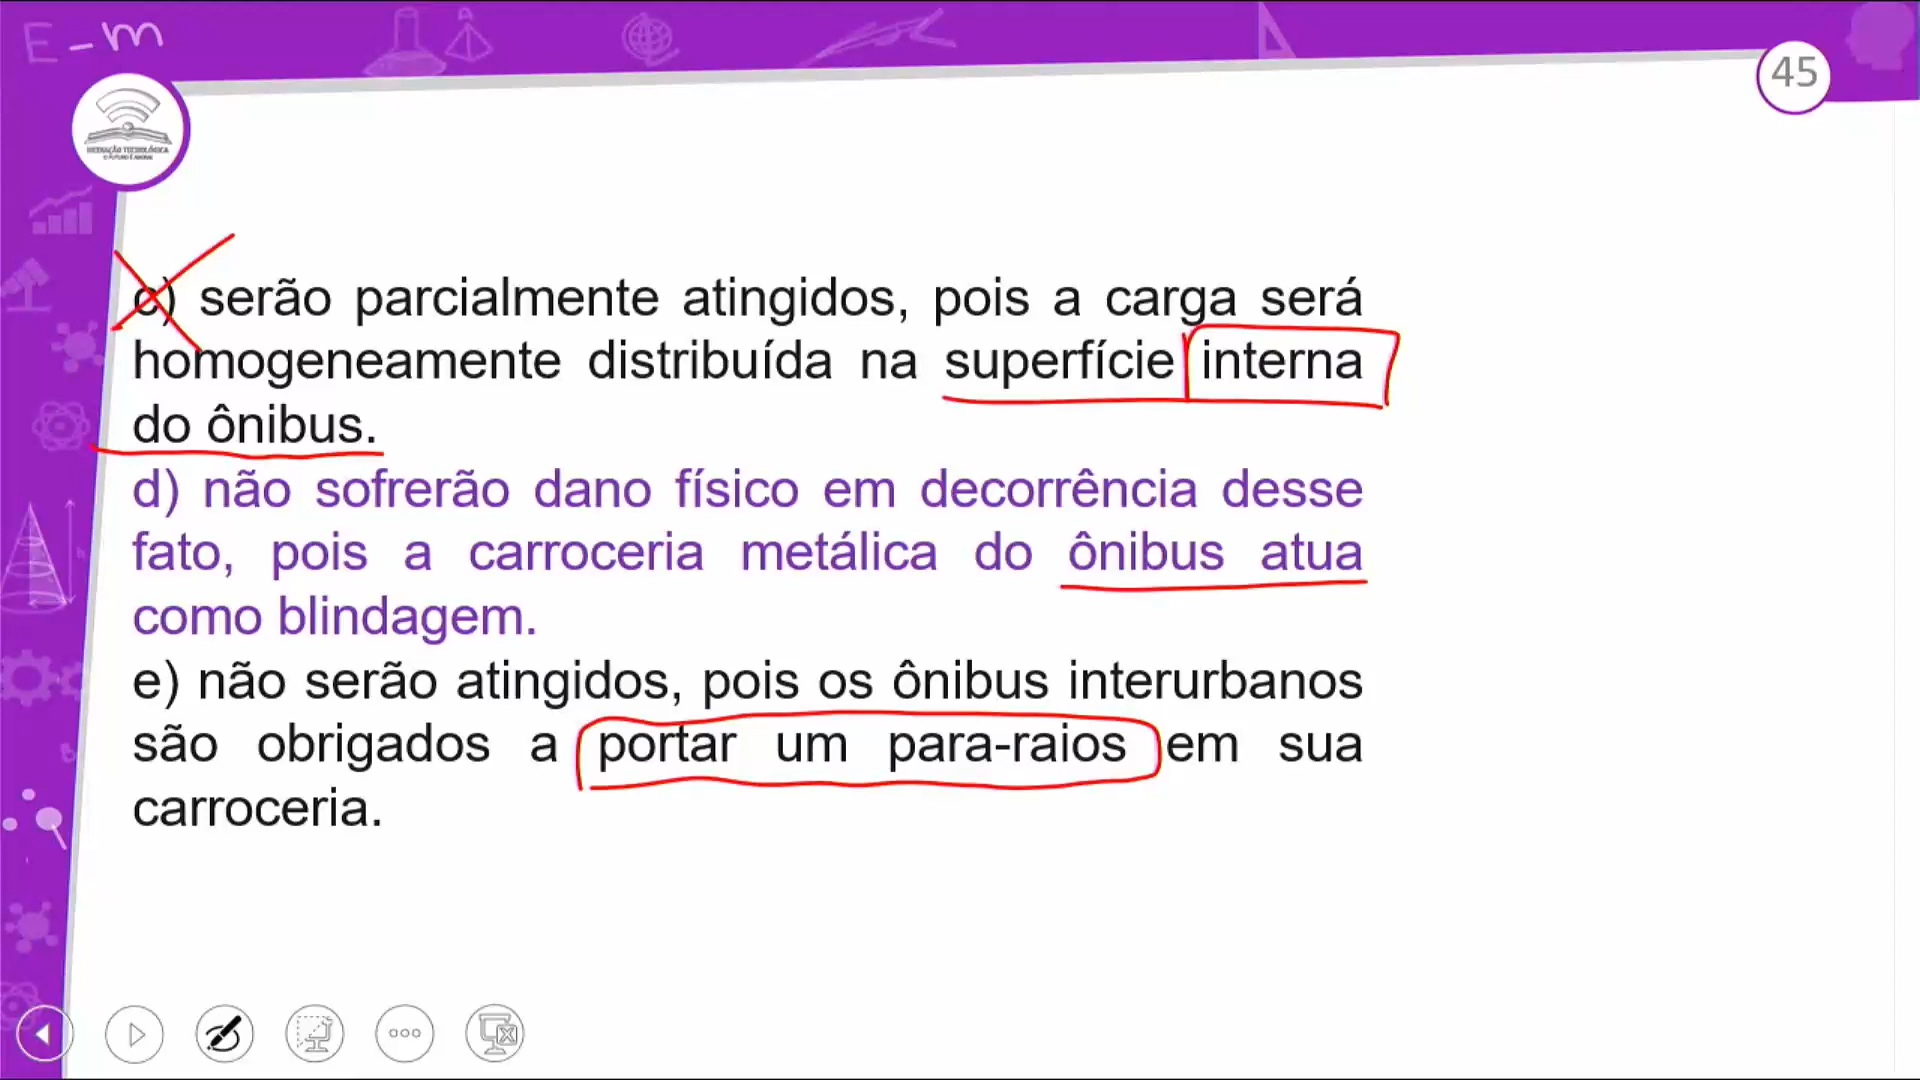 E-m
45
MEDIAÇÃO TECNOLÓGICA
c) serão parcialmente atingidos, pois a carga será
homogeneamente distribuída na superfície interna
do ônibus.
d) não sofrerão dano físico em decorrência desse
fato, pois a carroceria metálica do ônibus atua
como blindagem.
e) não serão atingidos, pois os ônibus interurbanos
são obrigados a portar um para-raios em sua
carroceria.